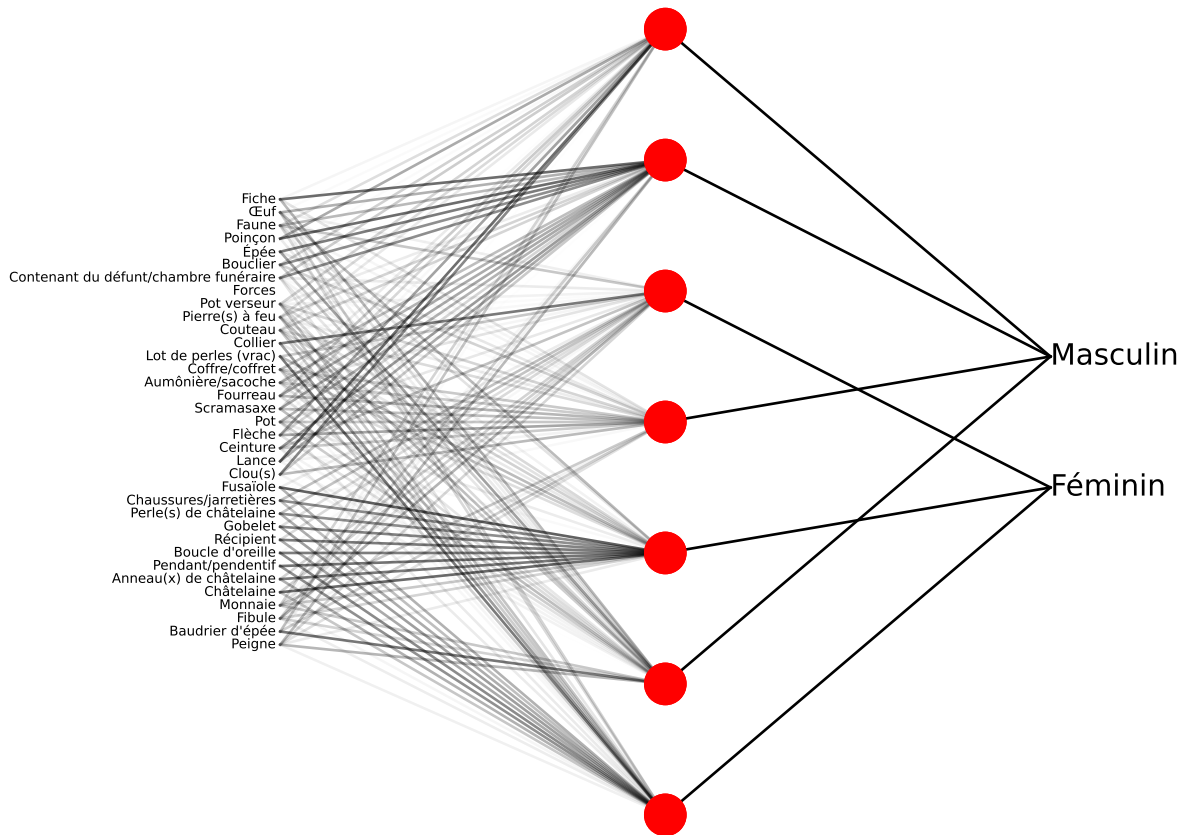 Fiche
Œuf
Faune
Poinçon
Épée
Bouclier
Contenant du défunt/chambre funéraire
Forces
Pot verseur
Pierre(s) à feu
Couteau
Collier
Lot de perles (vrac)
Coffre/coffret
Aumônière/sacoche
Fourreau
Scramasaxe
Pot
Flèche
Ceinture
Lance
Clou(s)
Fusaïole
Chaussures/jarretières
Perle(s) de châtelaine
Gobelet
Récipient
Boucle d'oreille
Pendant/pendentif
Anneau(x) de châtelaine
Châtelaine
Monnaie
Fibule
Baudrier d'épée
Peigne
Masculin
Féminin